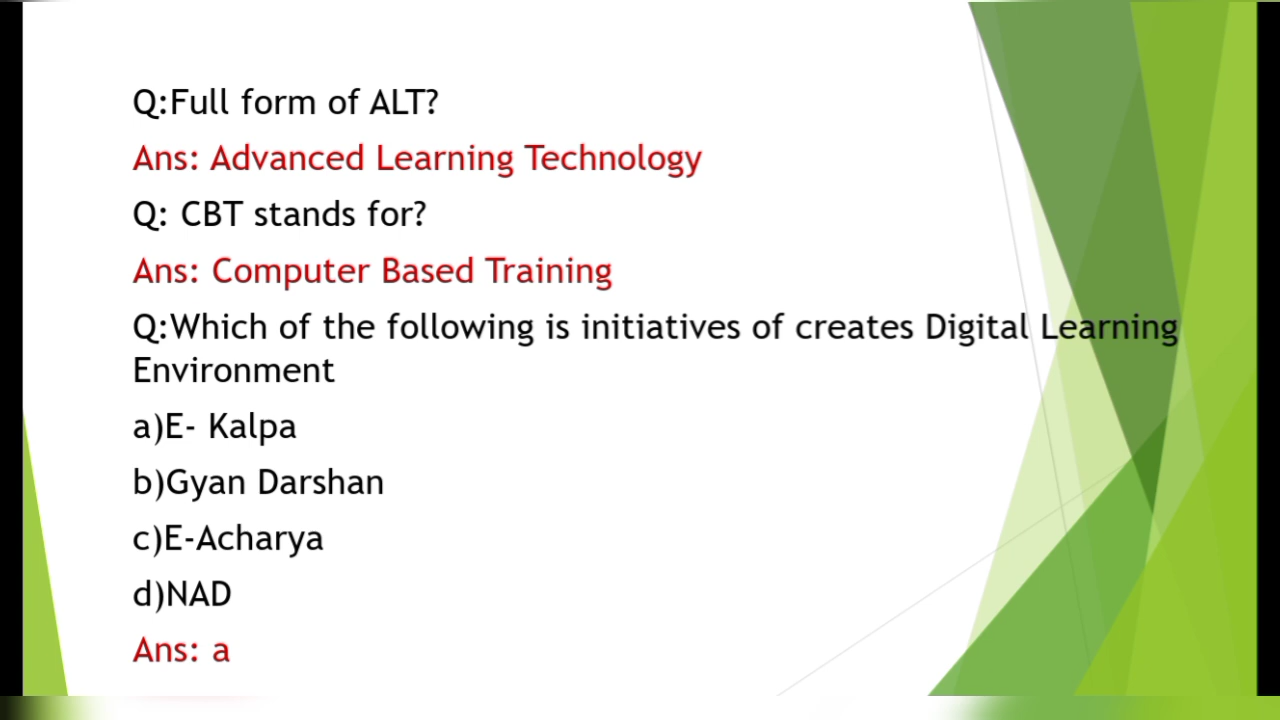 Q:Full form of ALT?
Ans: Advanced Learning Technology
Q: CBT stands for?
Ans: Computer Based Training
Q:Which of the following is initiatives of creates Digital Learning
Environment
a)E- Kalpa
b)Gyan Darshan
c)E-Acharya
d)NAD
Ans: a